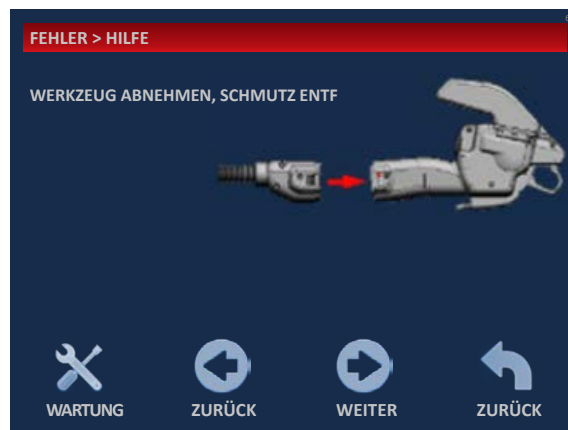 FEHLER > HILFE
WERKZEUG ABNEHMEN, SCHMUTZ ENTF
WARTUNG
ZURÜCK
WEITER
ZURÜCK